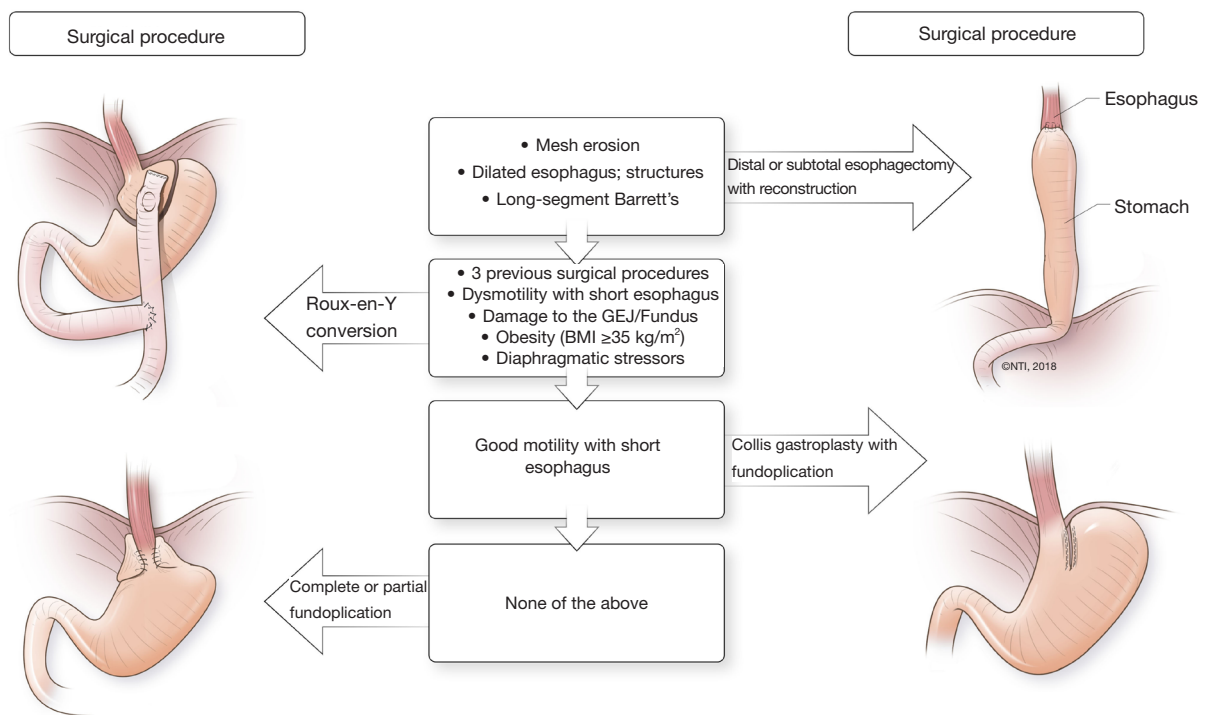 Surgical procedure
Surgical procedure
Esophagus
Stomach
©NTI, 2018
• Mesh erosion
• Dilated esophagus; structures
• Long-segment Barrett's
Distal or subtotal esophagectomy
with reconstruction
• 3 previous surgical procedures
• Dysmotility with short esophagus
• Damage to the GEJ/Fundus
• Obesity (BMI ≥35 kg/m²)
• Diaphragmatic stressors
Roux-en-Y
conversion
Good motility with short
esophagus
Collis gastroplasty with
fundoplication
None of the above
Complete or partial
fundoplication